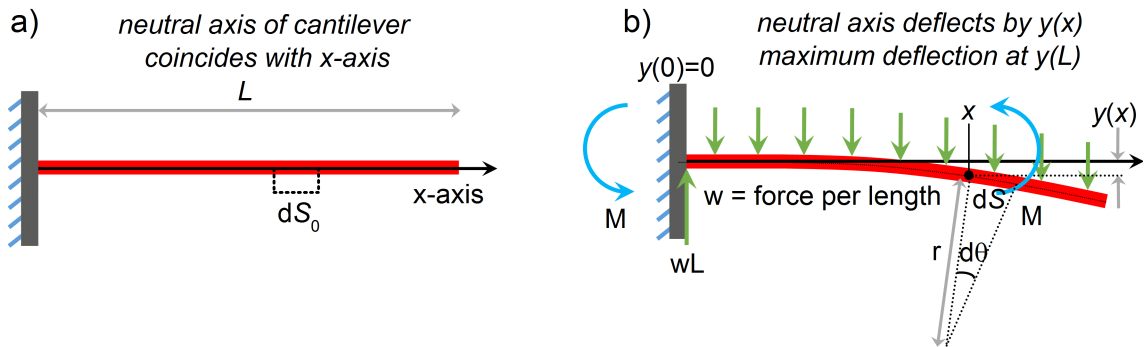 a)
neutral axis of cantilever
coincides with x-axis
L
x-axis
dS₀
b)
neutral axis deflects by y(x)
maximum deflection at y(L)
y(0)=0
x
y(x)
M
w = force per length
dS
M
wL
r
dθ